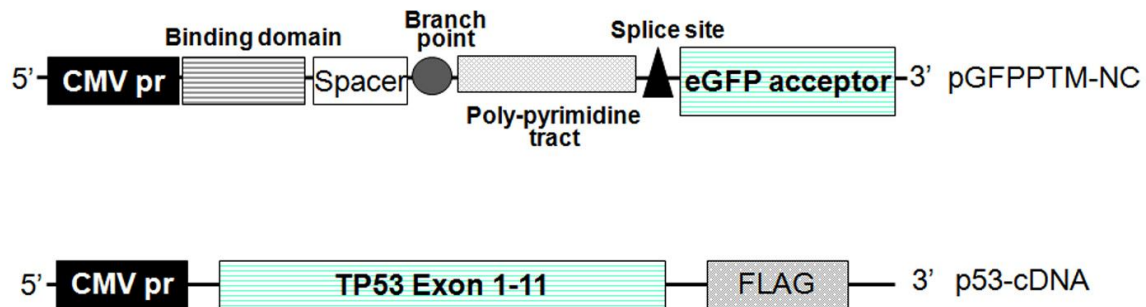 Binding domain
Branch
point
Splice site
5’
CMV pr
Spacer
eGFP acceptor
3’
pGFPPTM-NC
Poly-pyrimidine
tract
5’
CMV pr
TP53 Exon 1-11
FLAG
3’
p53-cDNA